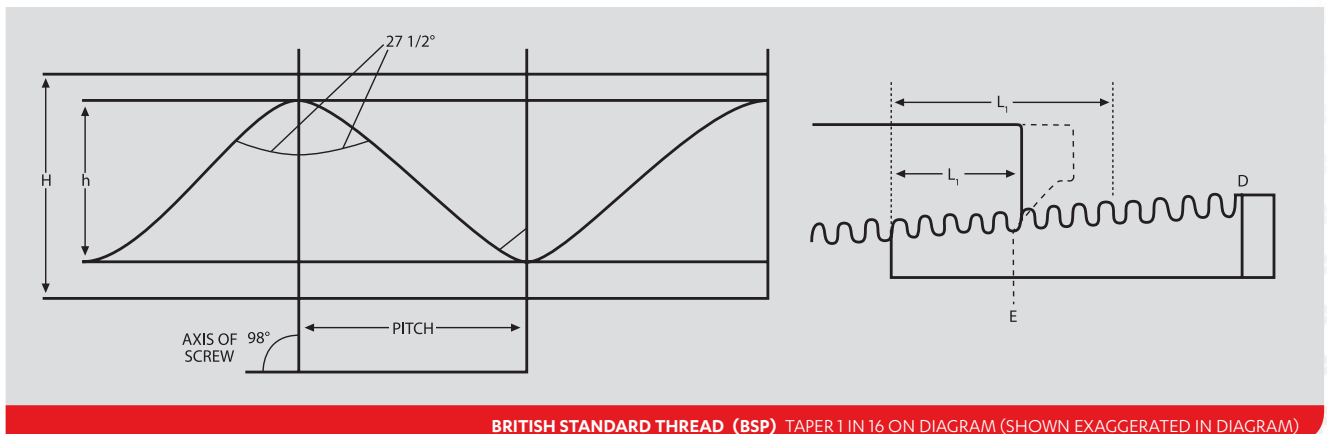 27 1/2°
H
h
PITCH
AXIS OF 98°
SCREW
L₁
L₁
D
E
BRITISH STANDARD THREAD (BSP) TAPER 1 IN 16 ON DIAGRAM (SHOWN EXAGGERATED IN DIAGRAM)